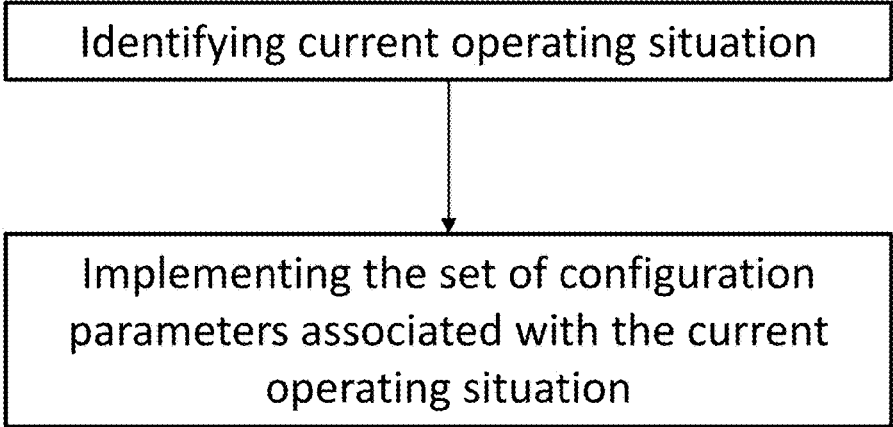 Identifying current operating situation
Implementing the set of configuration
parameters associated with the current
operating situation